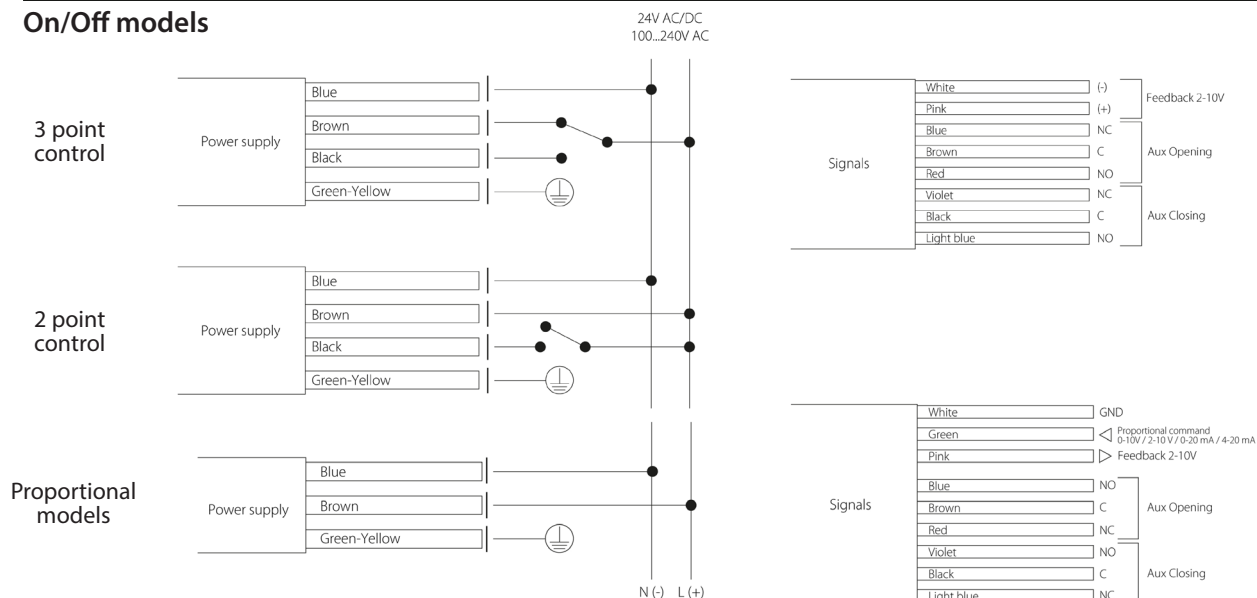 On/Off models
24V AC/DC
100...240V AC
3 point
control
Power supply
Blue
Brown
Black
Green-Yellow
Signals
White (-)
Pink (+)
Feedback 2-10V
Blue NC
Brown C
Red NO
Aux Opening
Violet NC
Black C
Light blue NO
Aux Closing
2 point
control
Power supply
Blue
Brown
Black
Green-Yellow
Proportional
models
Power supply
Blue
Brown
Green-Yellow
N (-) L (+)
Signals
White GND
Green Proportional command
0-10V / 2-10 V / 0-20 mA / 4-20 mA
Pink Feedback 2-10V
Blue NO
Brown C
Red NC
Aux Opening
Violet NO
Black C
Light blue NC
Aux Closing